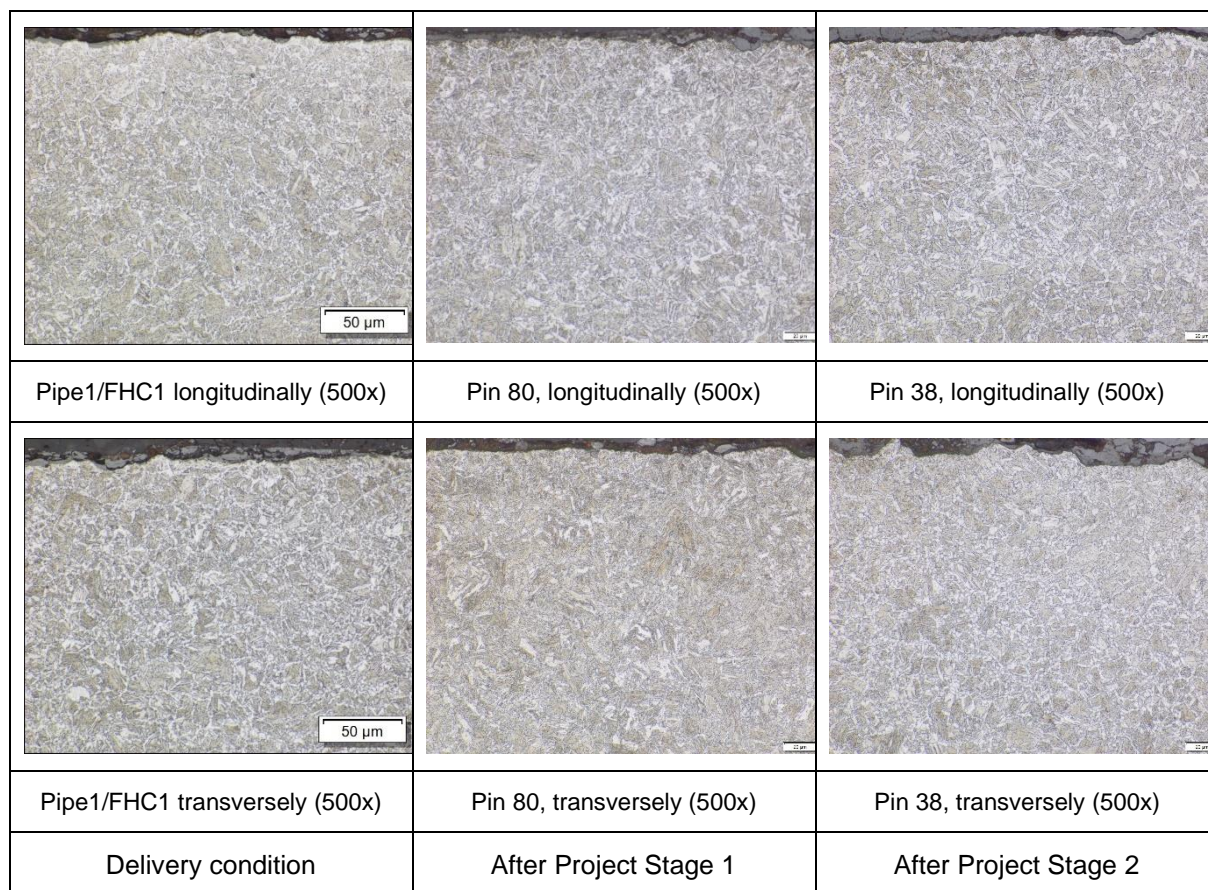 50 µm
Pipe1/FHC1 longitudinally (500x)
Pin 80, longitudinally (500x)
Pin 38, longitudinally (500x)
50 µm
Pipe1/FHC1 transversely (500x)
Pin 80, transversely (500x)
Pin 38, transversely (500x)
Delivery condition
After Project Stage 1
After Project Stage 2